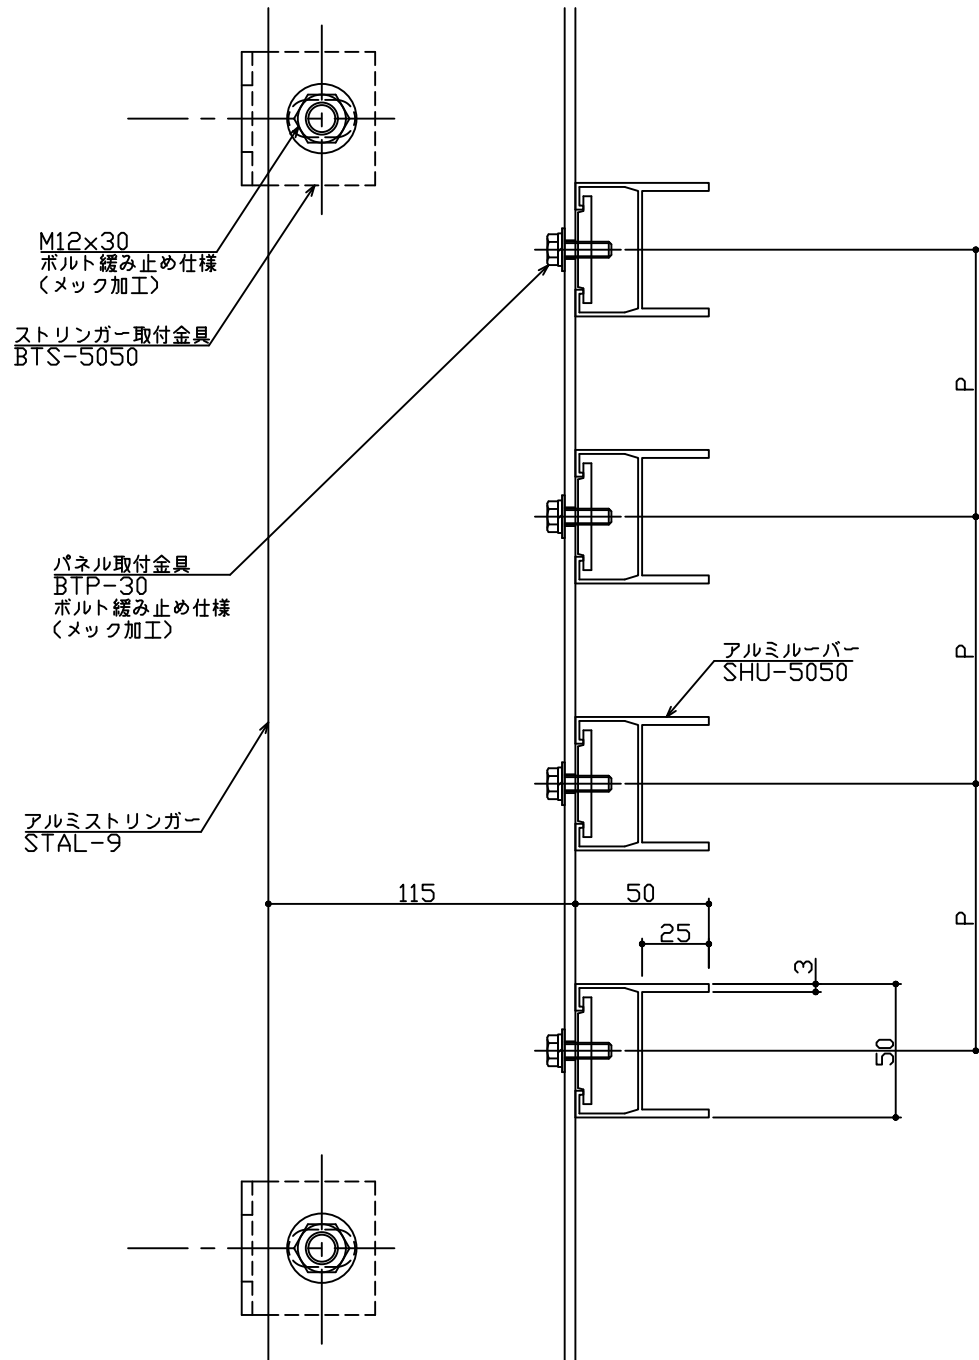 M12×30
ボルト緩み止め仕様
(メック加工)
ストリンガー取付金具
BTS-5050
P
パネル取付金具
BTP-30
ボルト緩み止め仕様
(メック加工)
アルミルーバー
SHU-5050
P
アルミストリンガー
STAL-9
115
50
25
P
3
50